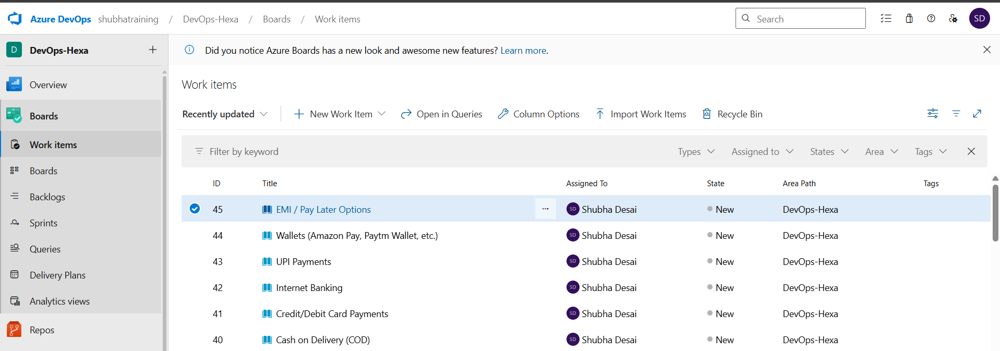 Azure DevOps shubhatraining / DevOps-Hexa / Boards / Work items Search SD
D DevOps-Hexa +
Did you notice Azure Boards has a new look and awesome new features? Learn more.
Overview
Boards
Work items
Boards
Backlogs
Sprints
Queries
Delivery Plans
Analytics views
Repos
Work items
Recently updated New Work Item Open in Queries Column Options Import Work Items Recycle Bin
Filter by keyword Types Assigned to States Area Tags
ID Title Assigned To State Area Path Tags
45 EMI / Pay Later Options ... SD Shubha Desai New DevOps-Hexa
44 Wallets (Amazon Pay, Paytm Wallet, etc.) SD Shubha Desai New DevOps-Hexa
43 UPI Payments SD Shubha Desai New DevOps-Hexa
42 Internet Banking SD Shubha Desai New DevOps-Hexa
41 Credit/Debit Card Payments SD Shubha Desai New DevOps-Hexa
40 Cash on Delivery (COD) SD Shubha Desai New DevOps-Hexa